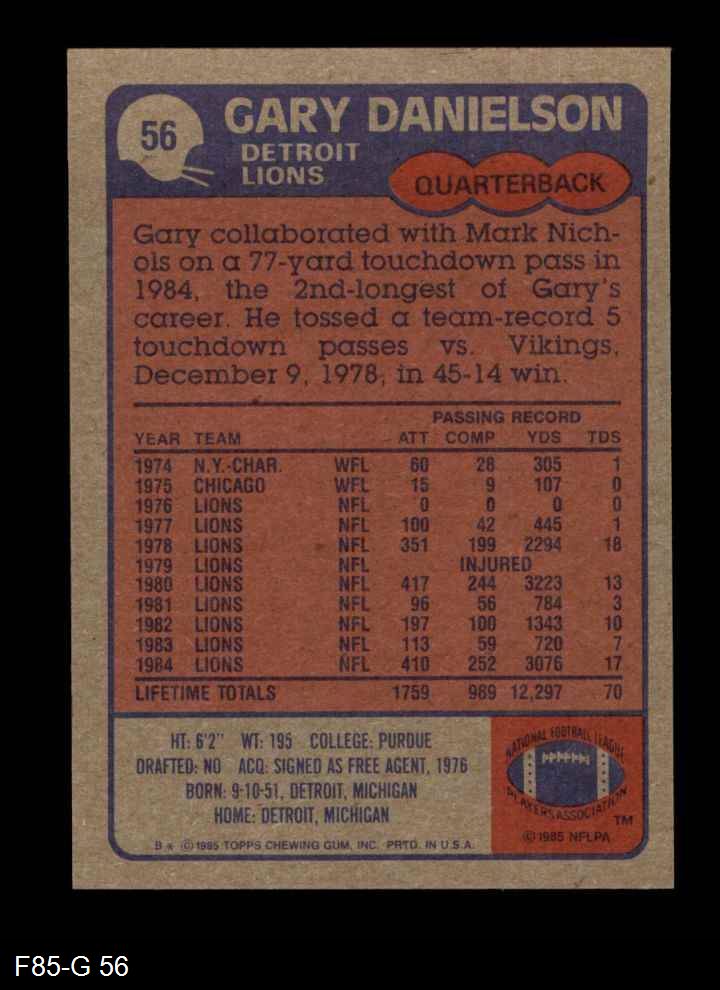 56
GARY DANIELSON
DETROIT
LIONS
QUARTERBACK
Gary collaborated with Mark Nich-
ols on a 77-yard touchdown pass in
1984, the 2nd-longest of Gary's
career. He tossed a team-record 5
touchdown passes vs. Vikings,
December 9, 1978, in 45-14 win.
PASSING RECORD
YEAR TEAM ATT COMP YDS TDS
1974 N.Y.-CHAR. WFL 60 28 305 1
1975 CHICAGO WFL 15 9 107 0
1976 LIONS NFL 0 0 0 0
1977 LIONS NFL 100 42 445 1
1978 LIONS NFL 351 199 2294 18
1979 LIONS NFL INJURED
1980 LIONS NFL 417 244 3223 13
1981 LIONS NFL 96 56 784 3
1982 LIONS NFL 197 100 1343 10
1983 LIONS NFL 113 59 720 7
1984 LIONS NFL 410 252 3076 17
LIFETIME TOTALS 1759 989 12,297 70
HT: 6'2" WT: 195 COLLEGE: PURDUE
DRAFTED: NO ACQ: SIGNED AS FREE AGENT, 1976
BORN: 9-10-51, DETROIT, MICHIGAN
HOME: DETROIT, MICHIGAN
B* ©1985 TOPPS CHEWING GUM, INC. PRTD. IN U.S.A.
NATIONAL FOOTBALL LEAGUE
PLAYERS ASSOCIATION
TM
©1985 NFLPA
F85-G 56